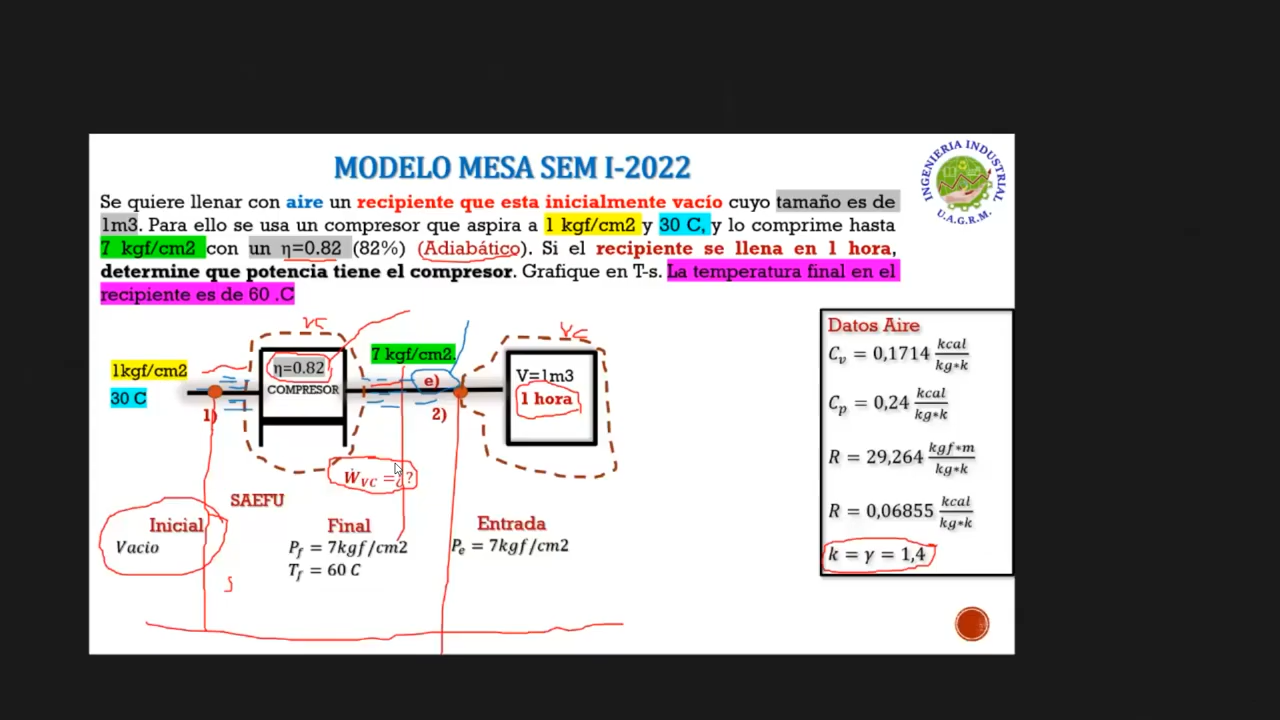 MODELO MESA SEM I-2022
Se quiere llenar con aire un recipiente que esta inicialmente vacío cuyo tamaño es de
1m3. Para ello se usa un compresor que aspira a 1 kgf/cm2 y 30 C, y lo comprime hasta
7 kgf/cm2 con un η=0.82 (82%) (Adiabático). Si el recipiente se llena en 1 hora,
determine que potencia tiene el compresor. Grafique en T-s. La temperatura final en el
recipiente es de 60 .C
INGENIERIA INDUSTRIAL
U.A.G.R.M.
VC
VC
1kgf/cm2
30 C
1)
η=0.82
COMPRESOR
7 kgf/cm2.
e)
2)
V=1m3
1 hora
Ẇ_VC =¿?
SAEFU
Inicial
Vacio
Final
P_f = 7kgf/cm2
T_f = 60 C
Entrada
P_e = 7kgf/cm2
Datos Aire
C_v = 0,1714 kcal/kg*k
C_p = 0,24 kcal/kg*k
R = 29,264 kgf*m/kg*k
R = 0,06855 kcal/kg*k
k = γ = 1,4